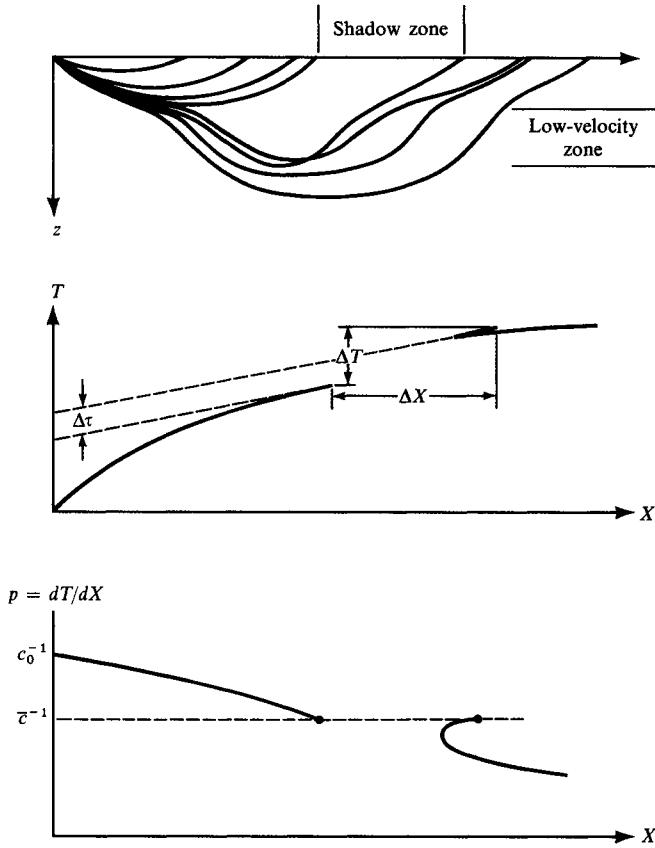 Shadow zone
Low-velocity
zone
z
T
ΔT
ΔX
Δτ
X
p = dT/dX
c₀⁻¹
c̅⁻¹
X